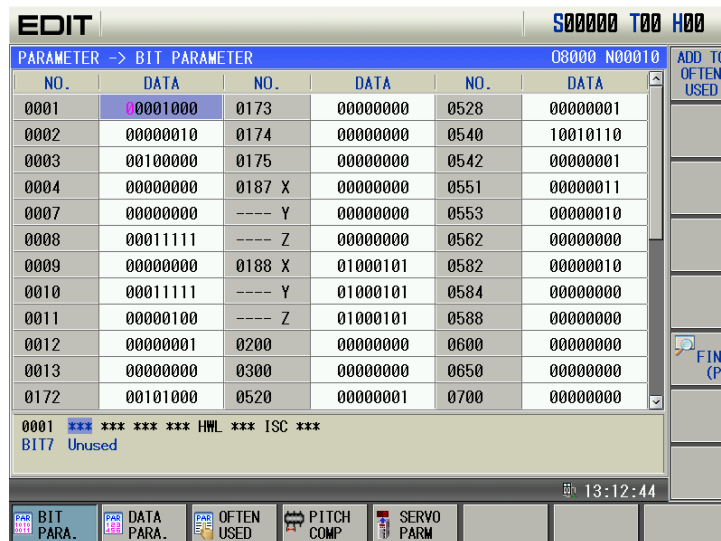 EDIT S00000 T00 H00
PARAMETER -> BIT PARAMETER O8000 N00010
NO. DATA NO. DATA NO. DATA
0001 00001000 0173 00000000 0528 00000001
0002 00000010 0174 00000000 0540 10010110
0003 00100000 0175 00000000 0542 00000001
0004 00000000 0187 X 00000000 0551 00000011
0007 00000000 ---- Y 00000000 0553 00000010
0008 00011111 ---- Z 00000000 0562 00000000
0009 00000000 0188 X 01000101 0582 00000010
0010 00011111 ---- Y 01000101 0584 00000000
0011 00000100 ---- Z 01000101 0588 00000000
0012 00000001 0200 00000000 0600 00000000
0013 00000000 0300 00000000 0650 00000000
0172 00101000 0520 00000001 0700 00000000
0001 *** *** *** *** HWL *** ISC ***
BIT7 Unused
13:12:44
ADD TO
OFTEN
USED
FIN
(P
BIT
PARA.
DATA
PARA.
OFTEN
USED
PITCH
COMP
SERVO
PARM